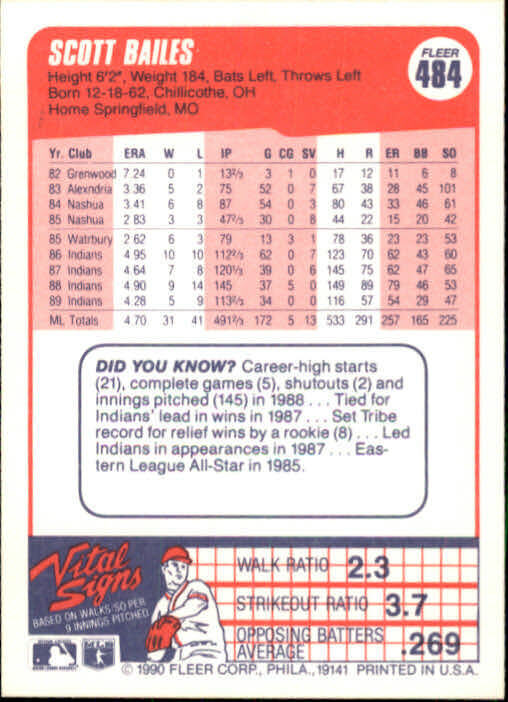 SCOTT BAILES
Height 6'2", Weight 184, Bats Left, Throws Left
Born 12-18-62, Chillicothe, OH
Home Springfield, MO
FLEER
484
Yr. Club ERA W L IP G CG SV H R ER BB SO
82 Grenwood 7 24 0 1 13 2/3 3 1 0 17 12 11 6 8
83 Alexndria 3 36 5 2 75 52 0 7 67 38 28 45 101
84 Nashua 3 41 6 8 87 54 0 3 80 43 33 46 61
85 Nashua 2 83 3 3 47 2/3 30 0 8 44 22 15 20 42
85 Watrbury 2 62 6 3 79 13 3 1 78 36 23 23 53
86 Indians 4 95 10 10 112 2/3 62 0 7 123 70 62 43 60
87 Indians 4 64 7 8 120 1/3 39 0 6 145 75 62 47 65
88 Indians 4 90 9 14 145 37 5 0 149 89 79 46 53
89 Indians 4 28 5 9 113 2/3 34 0 0 116 57 54 29 47
ML Totals 4 70 31 41 491 2/3 172 5 13 533 291 257 165 225
DID YOU KNOW? Career-high starts
(21), complete games (5), shutouts (2) and
innings pitched (145) in 1988 . . . Tied for
Indians' lead in wins in 1987 . . . Set Tribe
record for relief wins by a rookie (8) . . . Led
Indians in appearances in 1987 . . . Eas-
tern League All-Star in 1985.
Vital
Signs
BASED ON WALKS/SO PER
9 INNINGS PITCHED
WALK RATIO 2.3
STRIKEOUT RATIO 3.7
OPPOSING BATTERS
AVERAGE .269
© 1990 FLEER CORP., PHILA., 19141 PRINTED IN U.S.A.